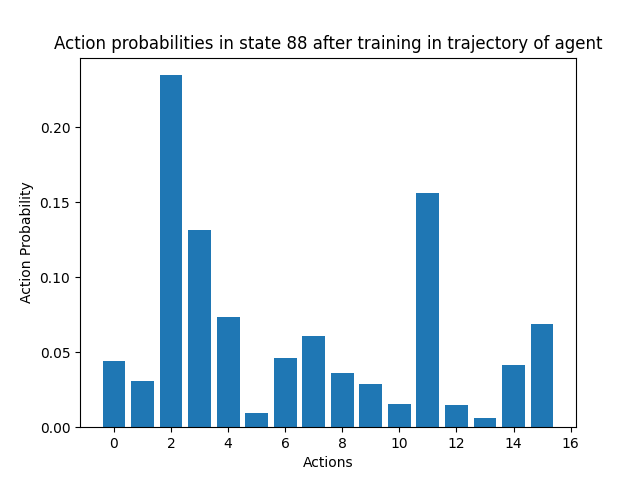 Action probabilities in state 88 after training in trajectory of agent
Action Probability
0.20
0.15
0.10
0.05
0.00
0 2 4 6 8 10 12 14 16
Actions